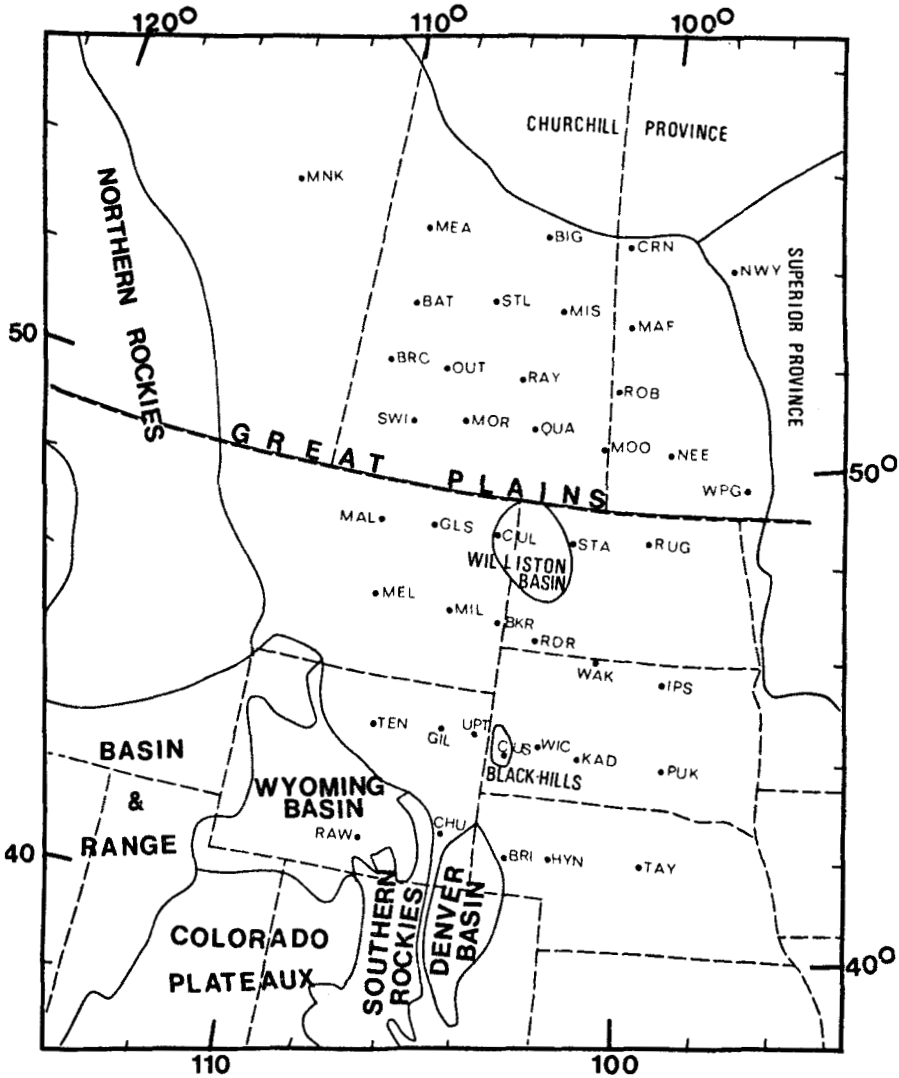 120° 110° 100°
CHURCHILL PROVINCE
MNK
NORTHERN ROCKIES
MEA
BIG
CRN
NWY
SUPERIOR PROVINCE
BAT
STL
MIS
MAF
50
BRC
OUT
RAY
ROB
SWI
MOR
QUA
MOO
NEE
GREAT PLAINS
50°
WPG
MAL
GLS
CUL
STA
RUG
WILLISTON
BASIN
MEL
MIL
BKR
RDR
WAK
IPS
TEN
GIL
UPT
CUS
WIC
KAD
PUK
BLACK HILLS
BASIN
&
RANGE
WYOMING
BASIN
RAW
CHU
40
BRI
HYN
TAY
COLORADO
PLATEAUX
SOUTHERN
ROCKIES
DENVER
BASIN
40°
110 100